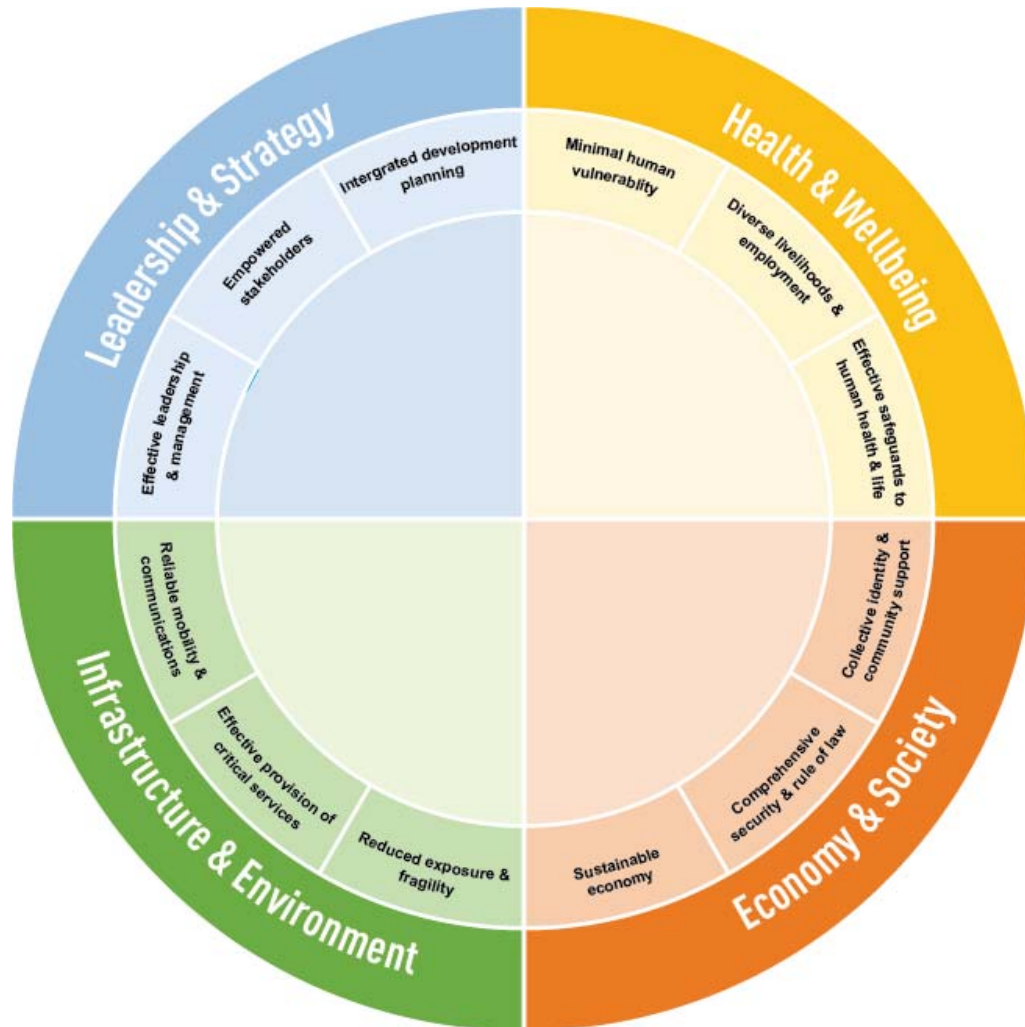 Leadership & Strategy
Intergrated development
planning
Empowered
stakeholders
Effective leadership
& management
Health & Wellbeing
Minimal human
vulnerablity
Diverse livelihoods &
employment
Effective safeguards to
human health & life
Economy & Society
Collective identity &
community support
Comprehensive
security & rule of law
Sustainable
economy
Infrastructure & Environment
Reliable mobility &
communications
Effective provision of
critical services
Reduced exposure &
fragility